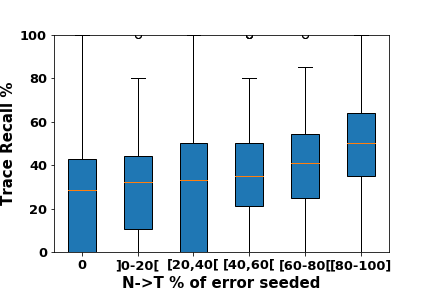 100
80
60
40
20
0
Trace Recall %
0 ]0-20[ [20,40[ [40,60[ [60-80[ [[80-100]
N->T % of error seeded